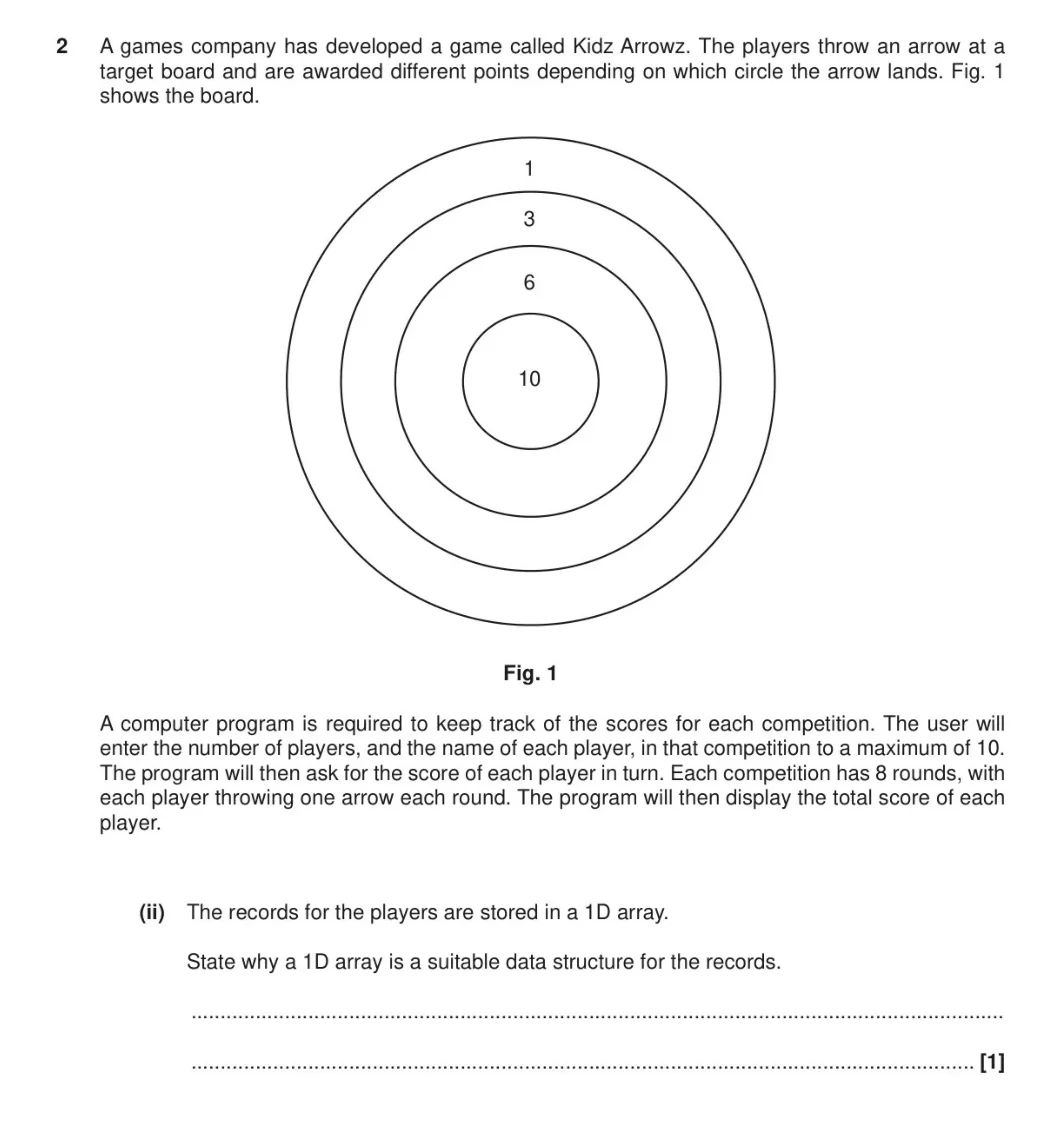 2 A games company has developed a game called Kidz Arrowz. The players throw an arrow at a
target board and are awarded different points depending on which circle the arrow lands. Fig. 1
shows the board.
1
3
6
10
Fig. 1
A computer program is required to keep track of the scores for each competition. The user will
enter the number of players, and the name of each player, in that competition to a maximum of 10.
The program will then ask for the score of each player in turn. Each competition has 8 rounds, with
each player throwing one arrow each round. The program will then display the total score of each
player.
(ii) The records for the players are stored in a 1D array.
State why a 1D array is a suitable data structure for the records.
[1]